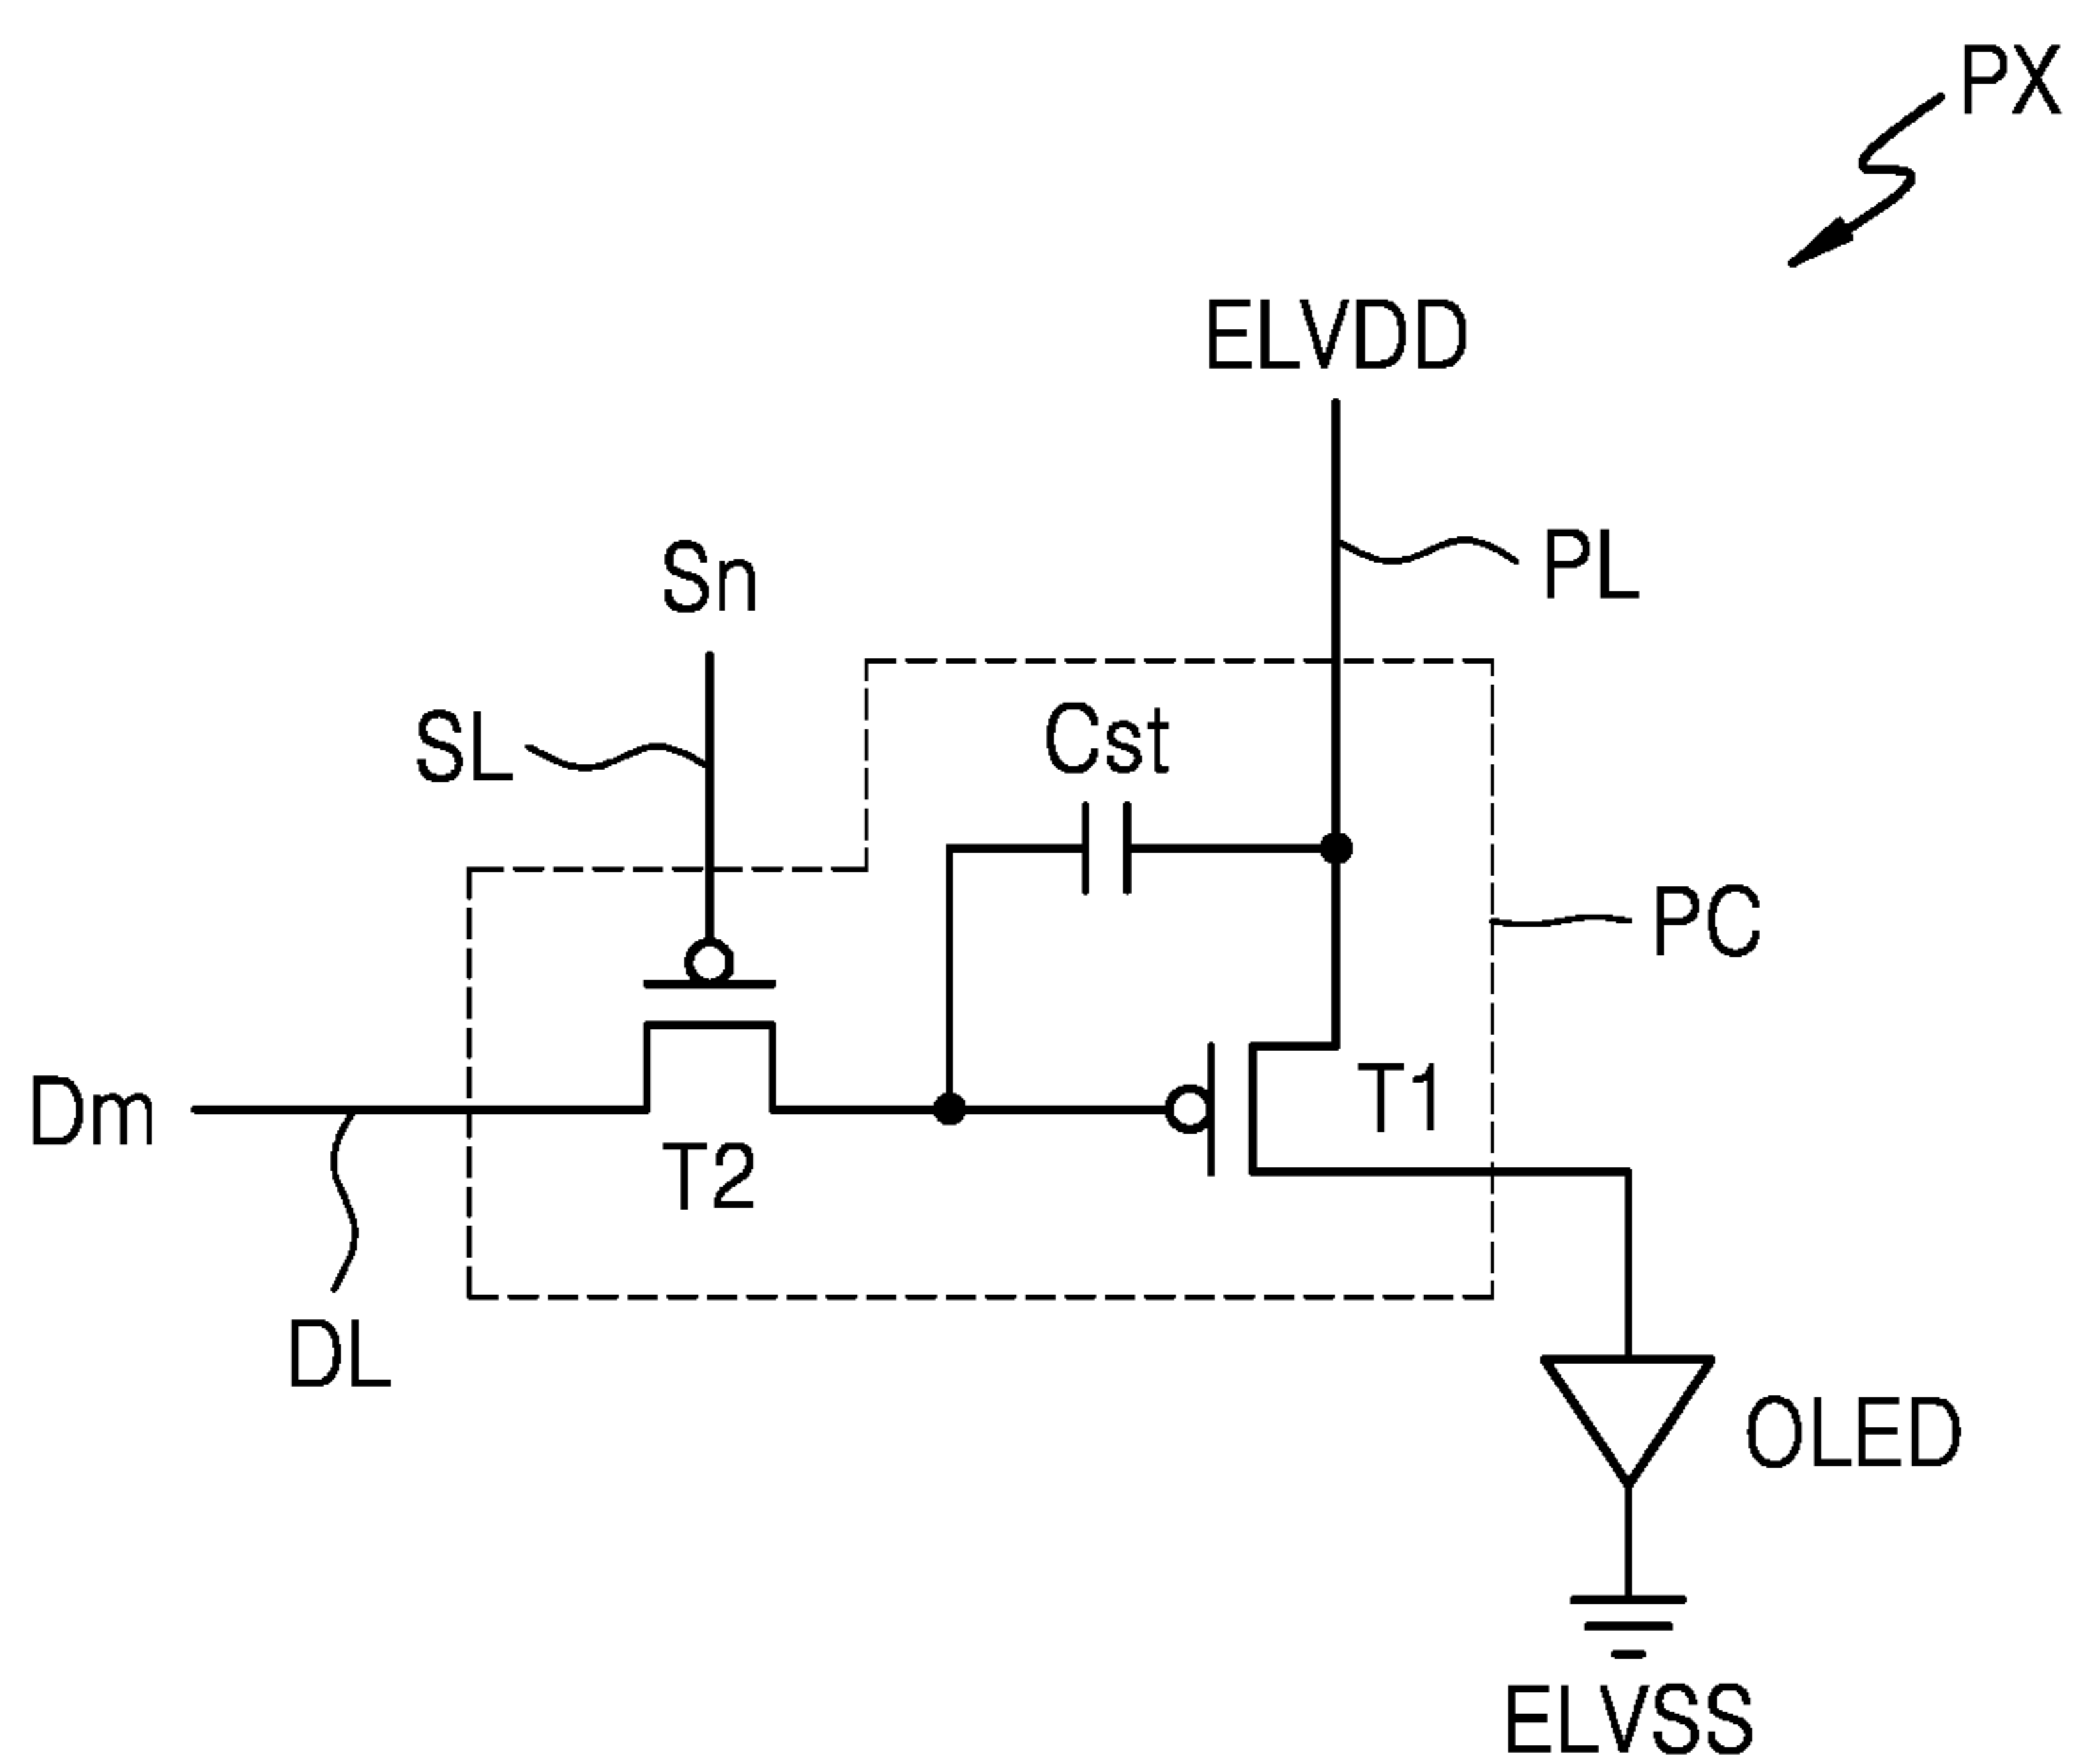 PX
ELVDD
PL
Sn
SL
Cst
PC
Dm
T1
T2
DL
OLED
ELVSS